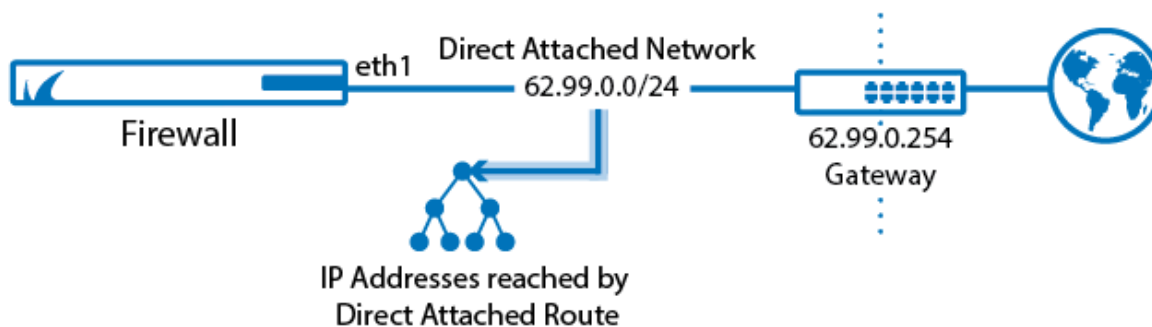 Direct Attached Network
eth1
62.99.0.0/24
Firewall
62.99.0.254
Gateway
IP Addresses reached by
Direct Attached Route